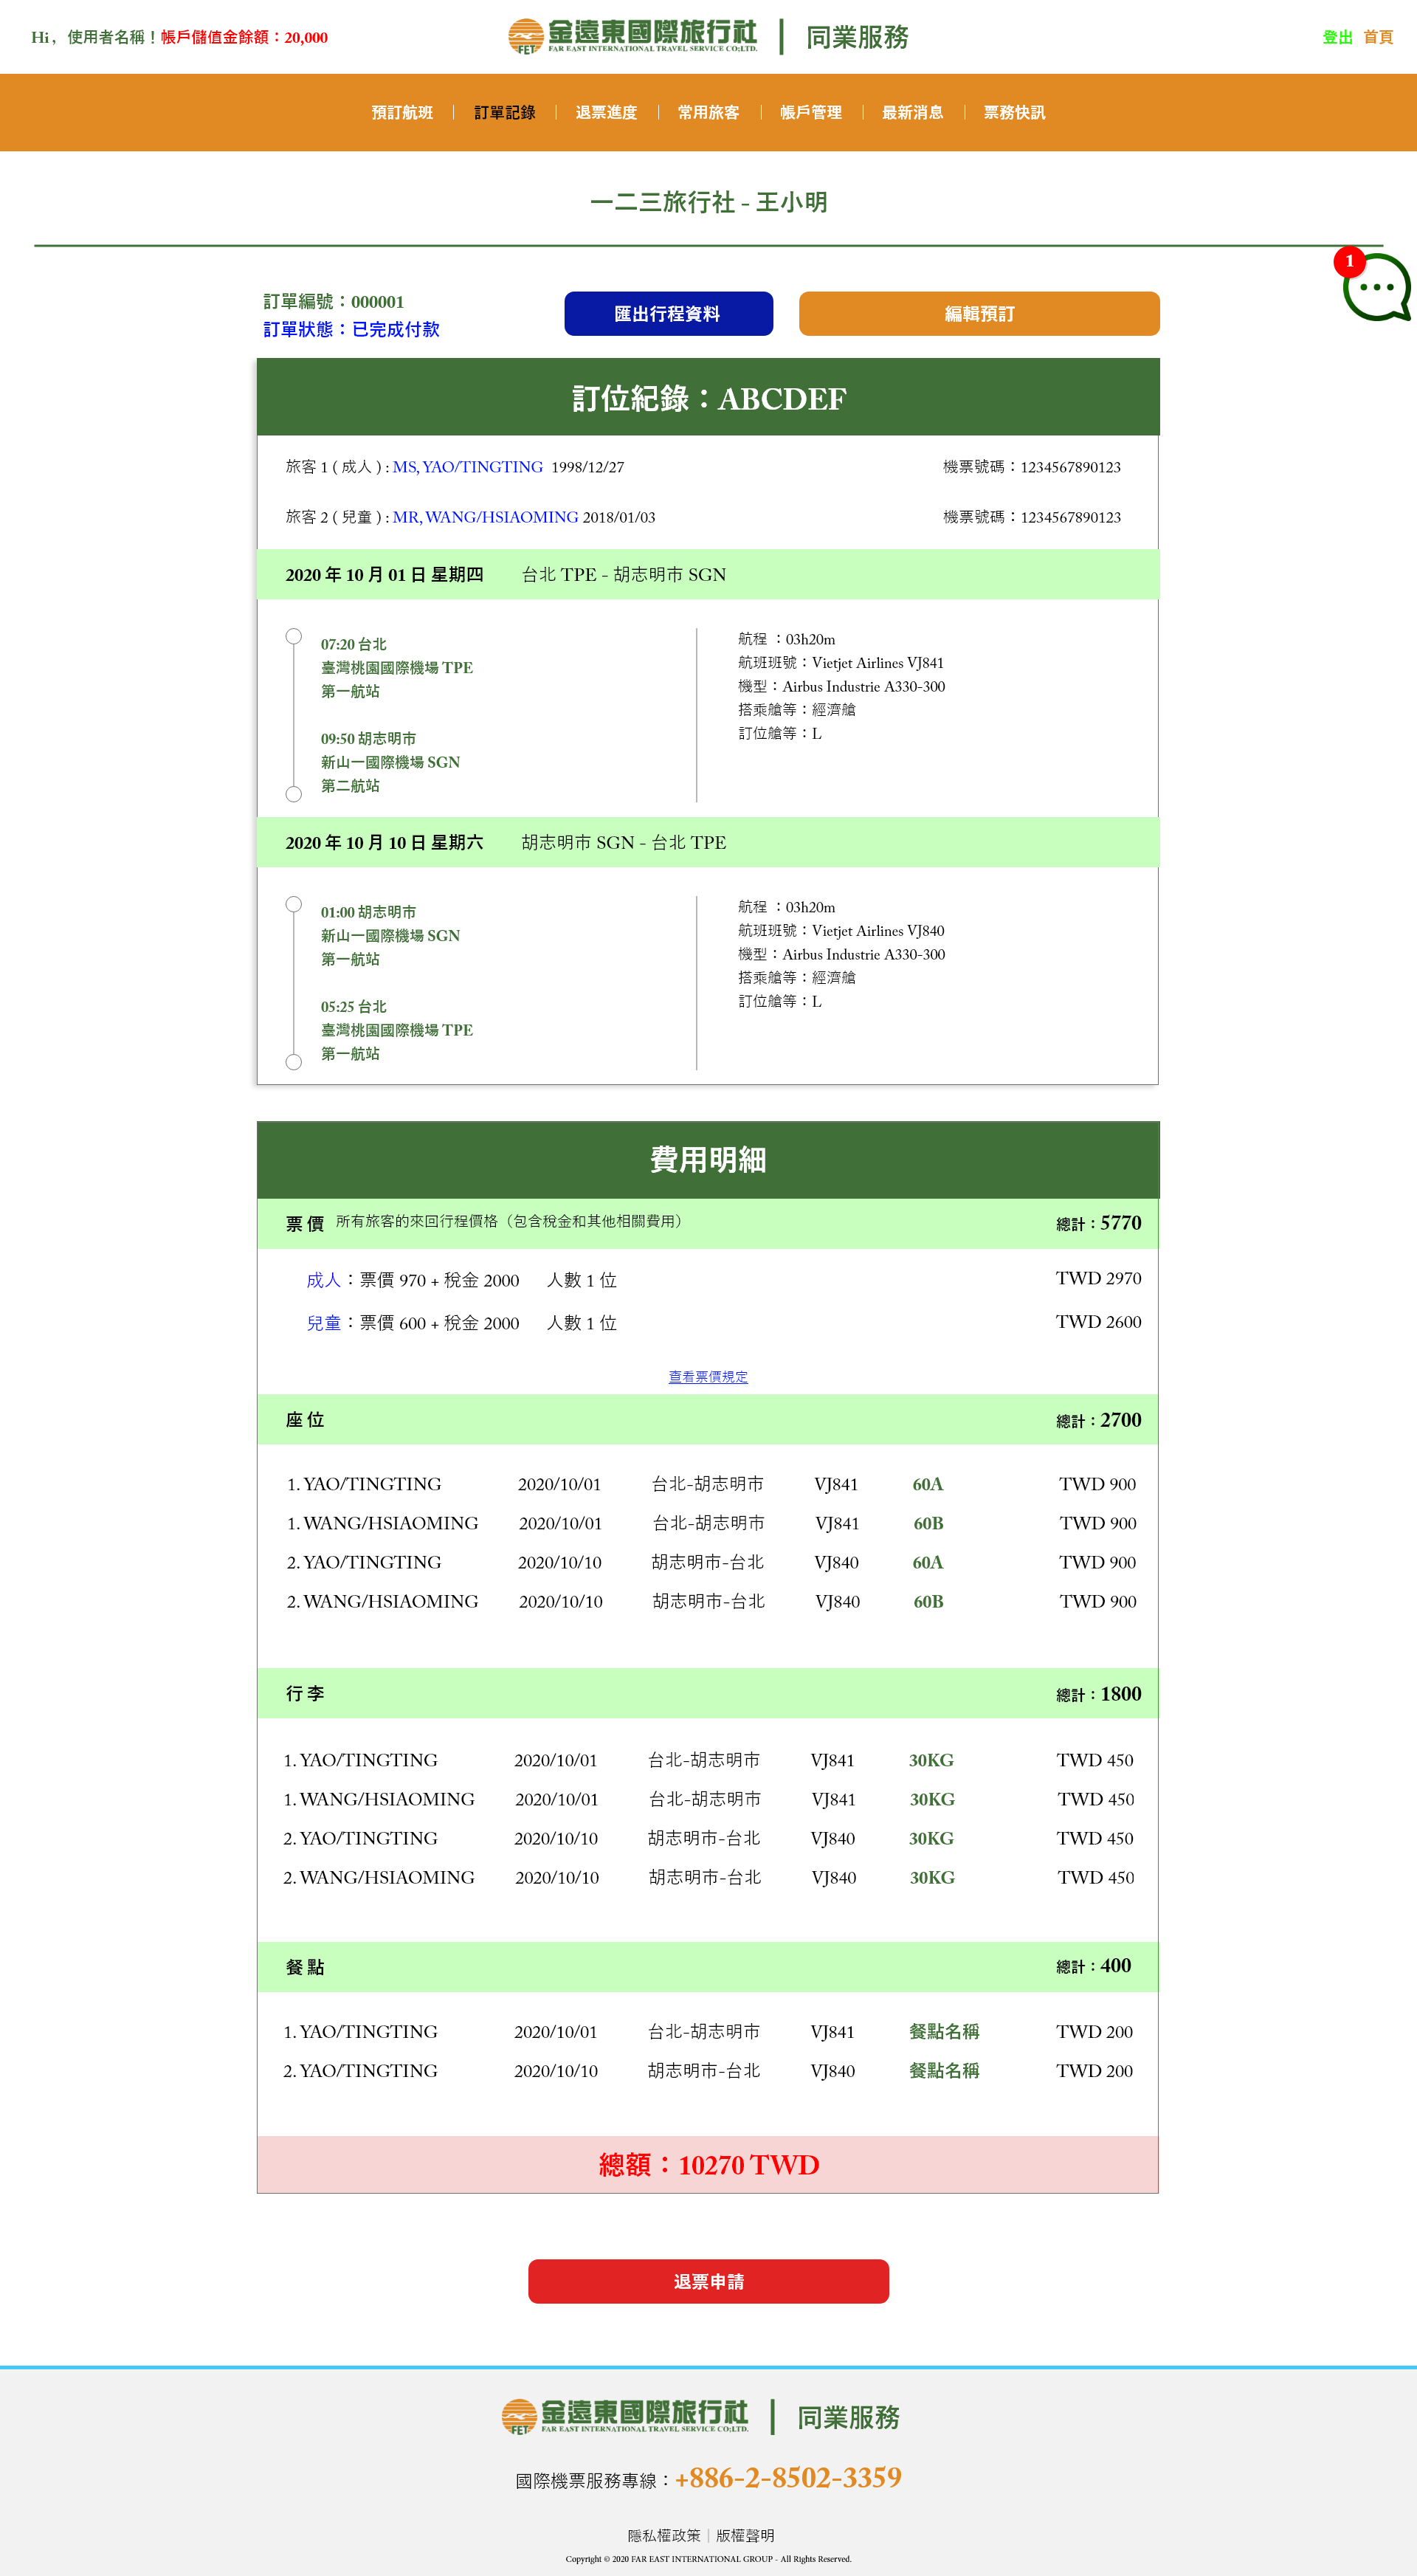 Hi , 使用者名稱！帳戶儲值金餘額：20,000
FET 金遠東國際旅行社 FAR EAST INTERNATIONAL TRAVEL SERVICE CO;LTD. | 同業服務
登出 首頁
預訂航班 | 訂單記錄 | 退票進度 | 常用旅客 | 帳戶管理 | 最新消息 | 票務快訊
一二三旅行社 - 王小明
1
訂單編號：000001
訂單狀態：已完成付款
匯出行程資料
編輯預訂
訂位紀錄：ABCDEF
旅客 1 ( 成人 ) : MS, YAO/TINGTING 1998/12/27 機票號碼：1234567890123
旅客 2 ( 兒童 ) : MR, WANG/HSIAOMING 2018/01/03 機票號碼：1234567890123
2020 年 10 月 01 日 星期四 台北 TPE - 胡志明市 SGN
07:20 台北
臺灣桃園國際機場 TPE
第一航站
09:50 胡志明市
新山一國際機場 SGN
第二航站
航程 ：03h20m
航班班號：Vietjet Airlines VJ841
機型：Airbus Industrie A330-300
搭乘艙等：經濟艙
訂位艙等：L
2020 年 10 月 10 日 星期六 胡志明市 SGN - 台北 TPE
01:00 胡志明市
新山一國際機場 SGN
第一航站
05:25 台北
臺灣桃園國際機場 TPE
第一航站
航程 ：03h20m
航班班號：Vietjet Airlines VJ840
機型：Airbus Industrie A330-300
搭乘艙等：經濟艙
訂位艙等：L
費用明細
票 價 所有旅客的來回行程價格（包含稅金和其他相關費用） 總計：5770
成人：票價 970 + 稅金 2000 人數 1 位 TWD 2970
兒童：票價 600 + 稅金 2000 人數 1 位 TWD 2600
查看票價規定
座 位 總計：2700
1. YAO/TINGTING 2020/10/01 台北-胡志明市 VJ841 60A TWD 900
1. WANG/HSIAOMING 2020/10/01 台北-胡志明市 VJ841 60B TWD 900
2. YAO/TINGTING 2020/10/10 胡志明市-台北 VJ840 60A TWD 900
2. WANG/HSIAOMING 2020/10/10 胡志明市-台北 VJ840 60B TWD 900
行 李 總計：1800
1. YAO/TINGTING 2020/10/01 台北-胡志明市 VJ841 30KG TWD 450
1. WANG/HSIAOMING 2020/10/01 台北-胡志明市 VJ841 30KG TWD 450
2. YAO/TINGTING 2020/10/10 胡志明市-台北 VJ840 30KG TWD 450
2. WANG/HSIAOMING 2020/10/10 胡志明市-台北 VJ840 30KG TWD 450
餐 點 總計：400
1. YAO/TINGTING 2020/10/01 台北-胡志明市 VJ841 餐點名稱 TWD 200
2. YAO/TINGTING 2020/10/10 胡志明市-台北 VJ840 餐點名稱 TWD 200
總額：10270 TWD
退票申請
FET 金遠東國際旅行社 FAR EAST INTERNATIONAL TRAVEL SERVICE CO;LTD. | 同業服務
國際機票服務專線：+886-2-8502-3359
隱私權政策 | 版權聲明
Copyright © 2020 FAR EAST INTERNATIONAL GROUP - All Rights Reserved.